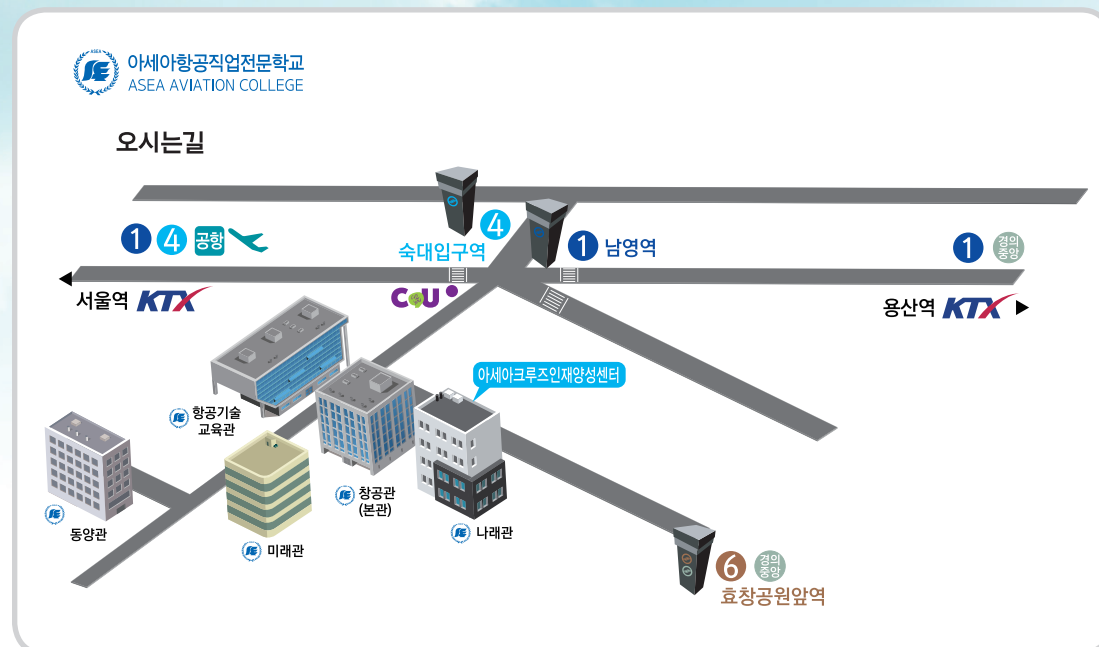 ASEA
아세아항공직업전문학교
ASEA AVIATION COLLEGE
오시는길
1 4 공항
4
숙대입구역
1 남영역
1 경의
중앙
서울역 KTX
CU
용산역 KTX
아세아크루즈인재양성센터
항공기술
교육관
창공관
(본관)
동양관
미래관
나래관
6 경의
중앙
효창공원앞역